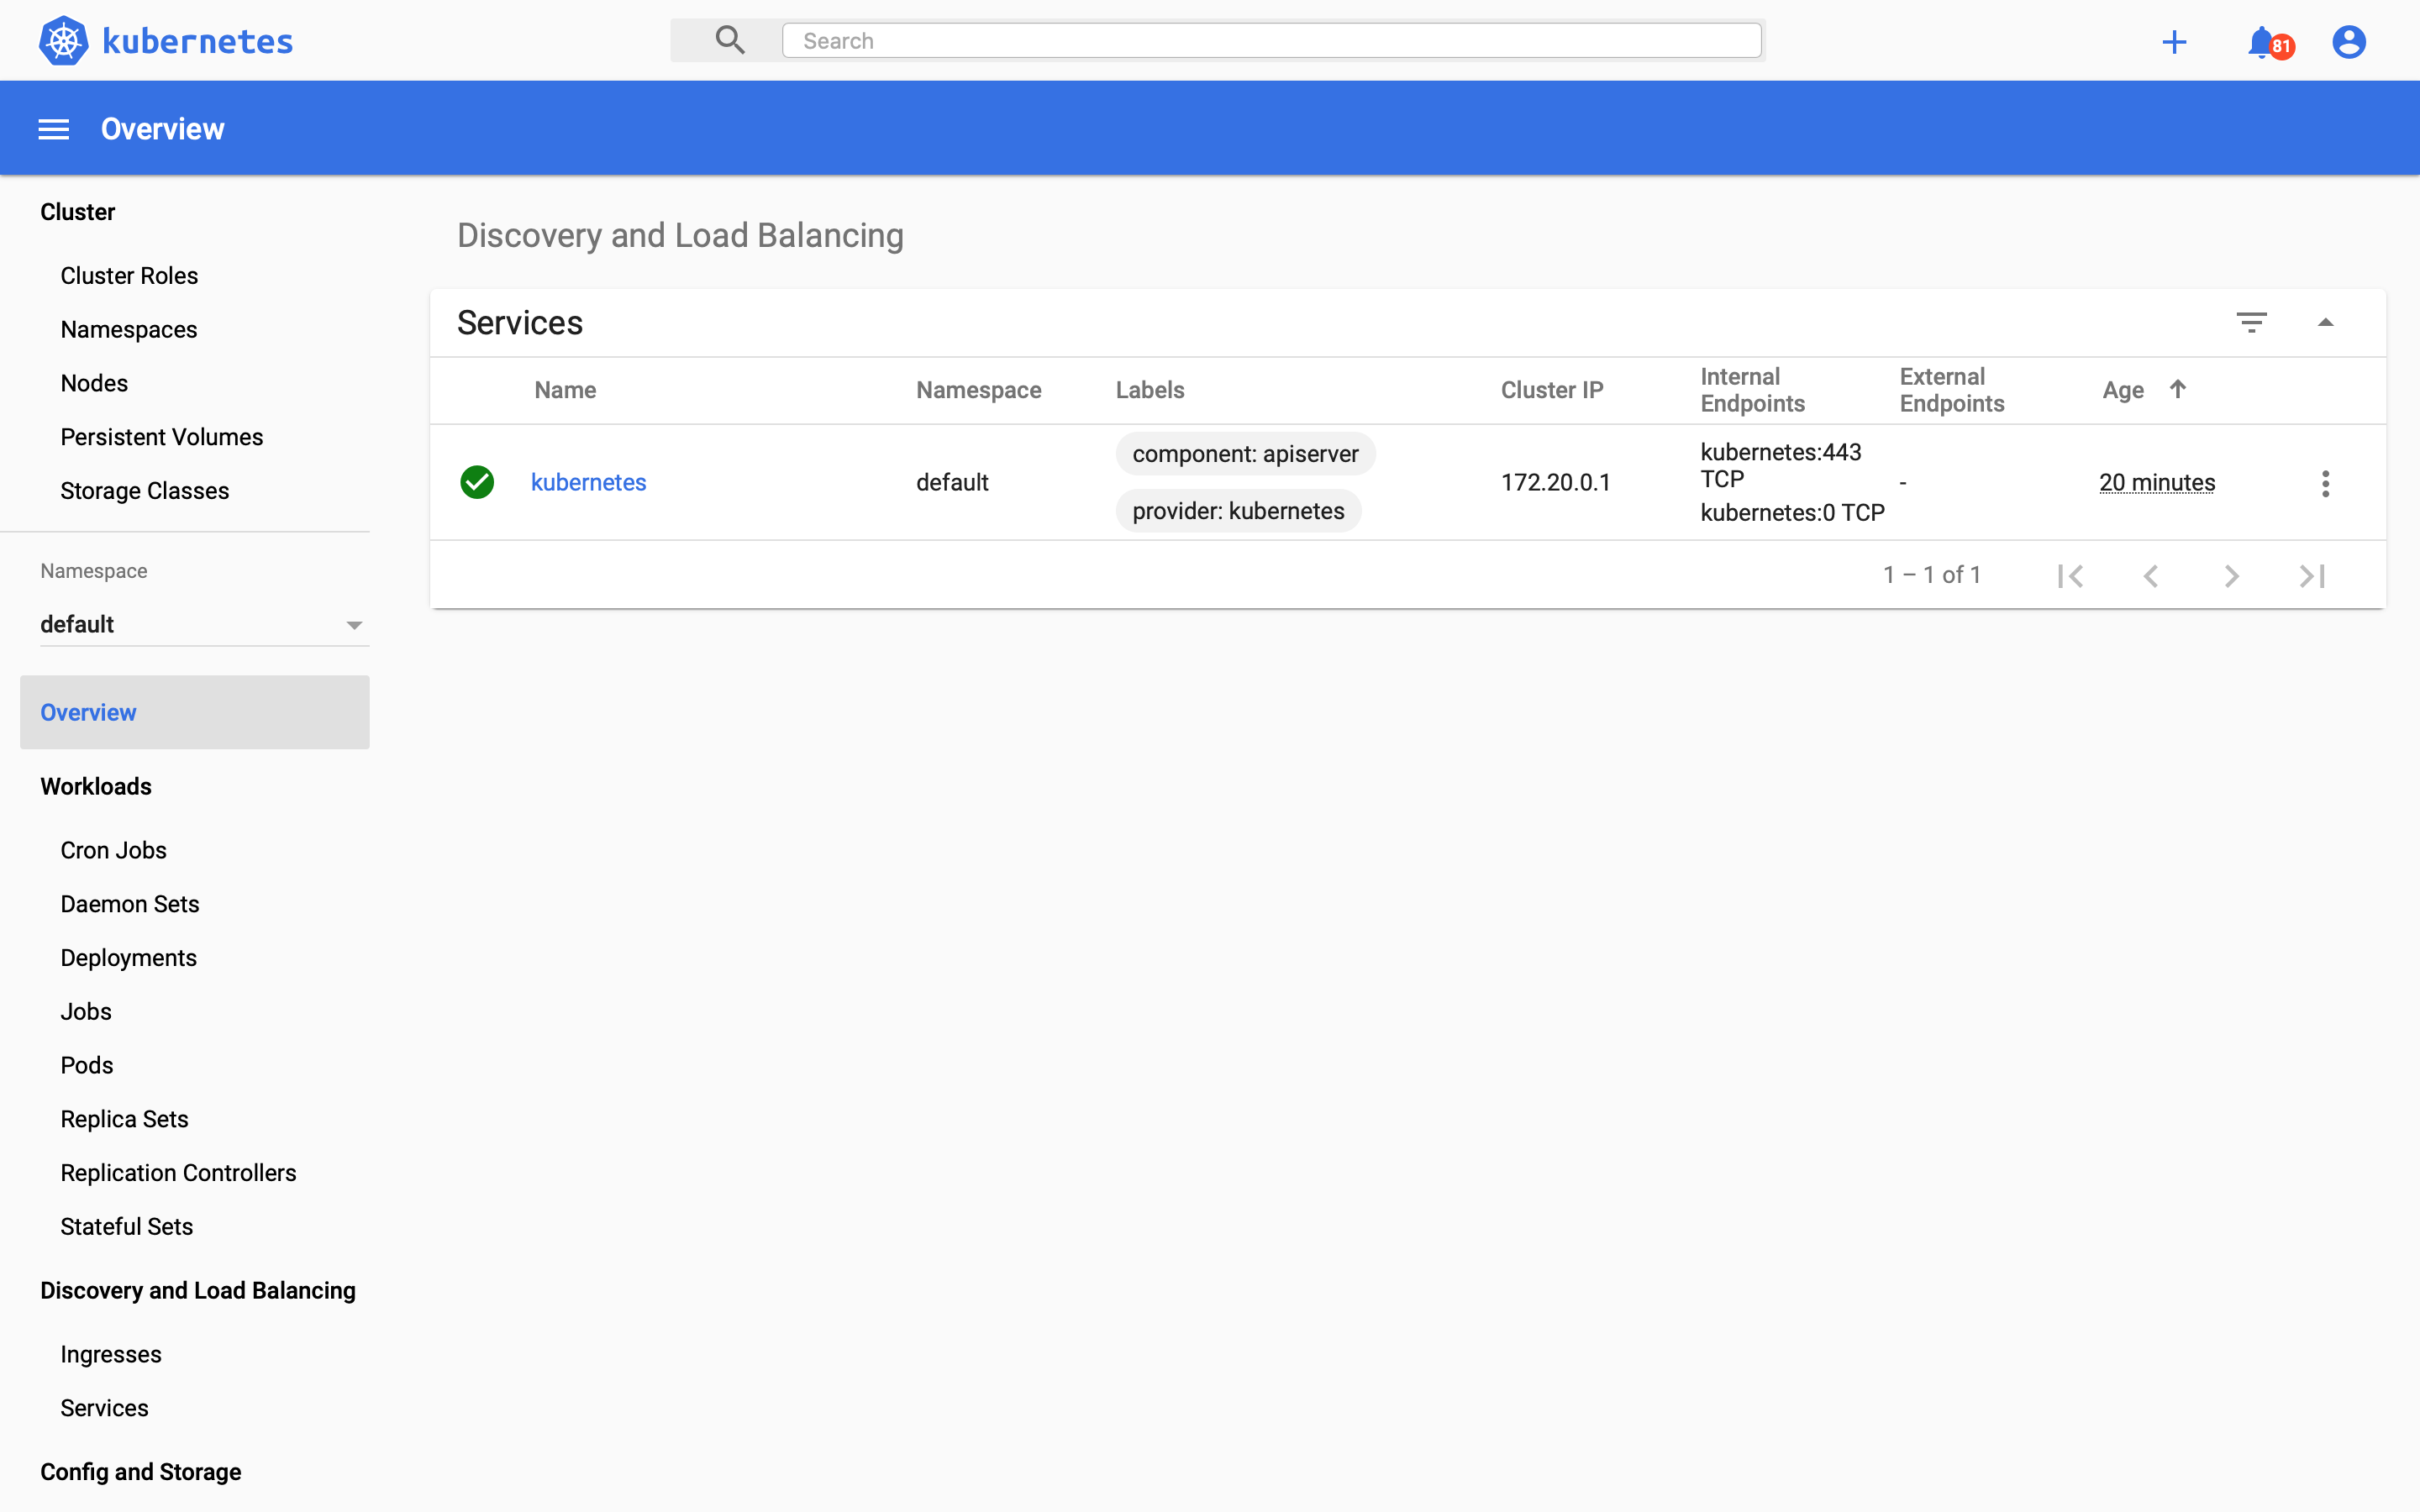 kubernetes
Search
81
Overview
Cluster
Cluster Roles
Namespaces
Nodes
Persistent Volumes
Storage Classes
Namespace
default
Overview
Workloads
Cron Jobs
Daemon Sets
Deployments
Jobs
Pods
Replica Sets
Replication Controllers
Stateful Sets
Discovery and Load Balancing
Ingresses
Services
Config and Storage
Discovery and Load Balancing
Services
Name Namespace Labels Cluster IP Internal Endpoints External Endpoints Age
kubernetes default component: apiserver provider: kubernetes 172.20.0.1 kubernetes:443 TCP kubernetes:0 TCP - 20 minutes
1 – 1 of 1